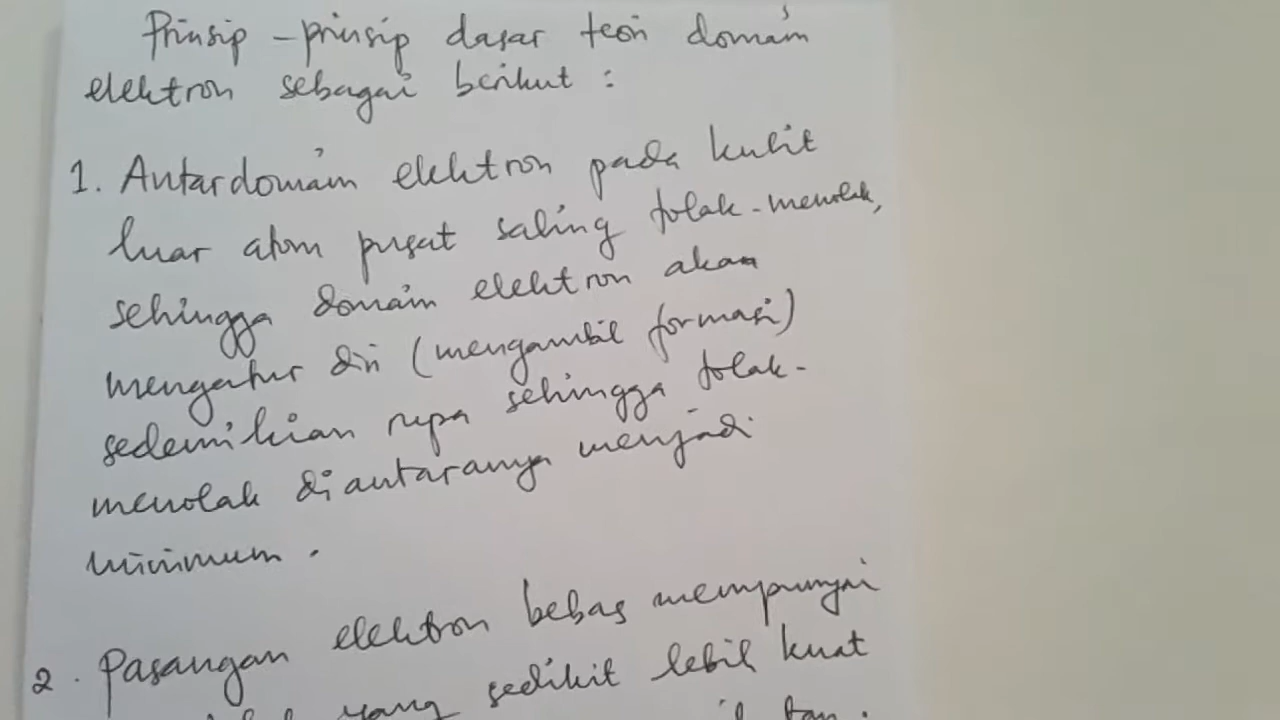 Prinsip-prinsip dasar teori domain
elektron sebagai berikut :
1. Antardomain elektron pada kulit
luar atom pusat saling tolak-menolak,
sehingga domain elektron akan
mengatur diri (mengambil formasi)
sedemikian rupa sehingga tolak-
menolak diantaranya menjadi
minimum.
2. Pasangan elektron bebas mempunyai
yang sedikit lebih kuat